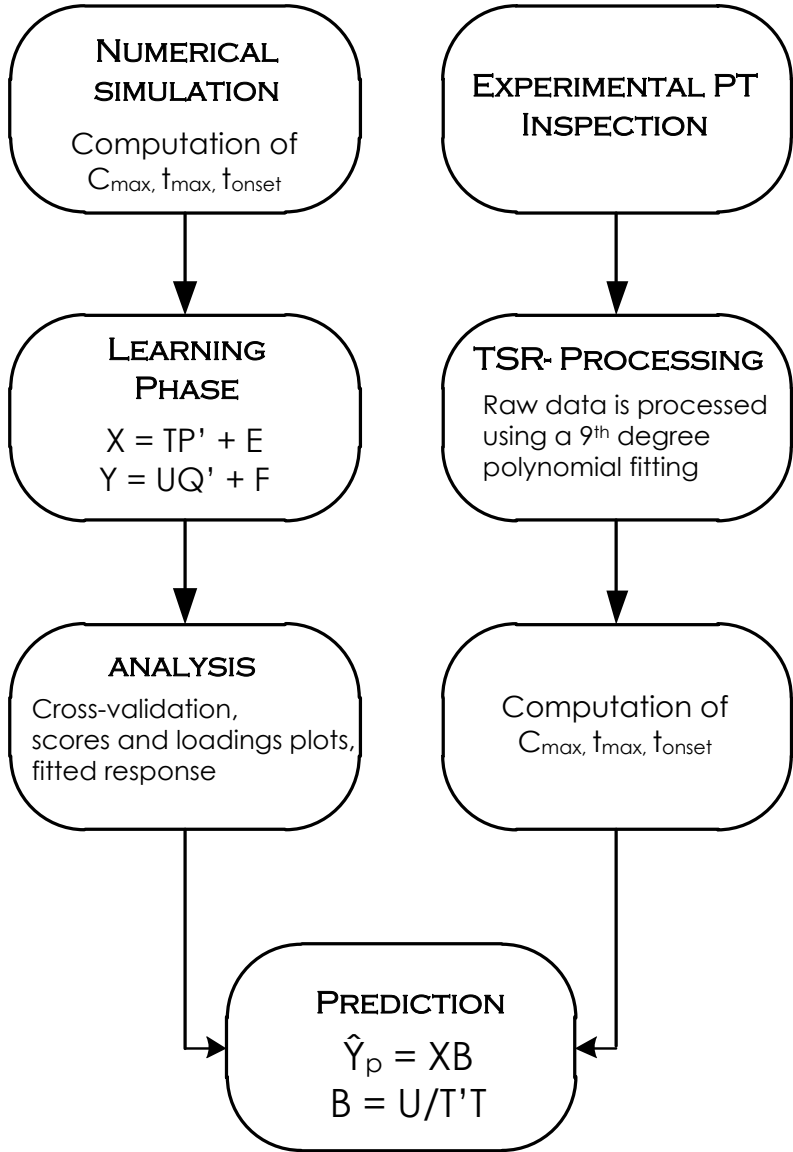 NUMERICAL
SIMULATION
Computation of
Cmax, tmax, tonset
EXPERIMENTAL PT
INSPECTION
LEARNING
PHASE
X = TP’ + E
Y = UQ’ + F
TSR- PROCESSING
Raw data is processed
using a 9th degree
polynomial fitting
ANALYSIS
Cross-validation,
scores and loadings plots,
fitted response
Computation of
Cmax, tmax, tonset
PREDICTION
Ŷp = XB
B = U/T’T